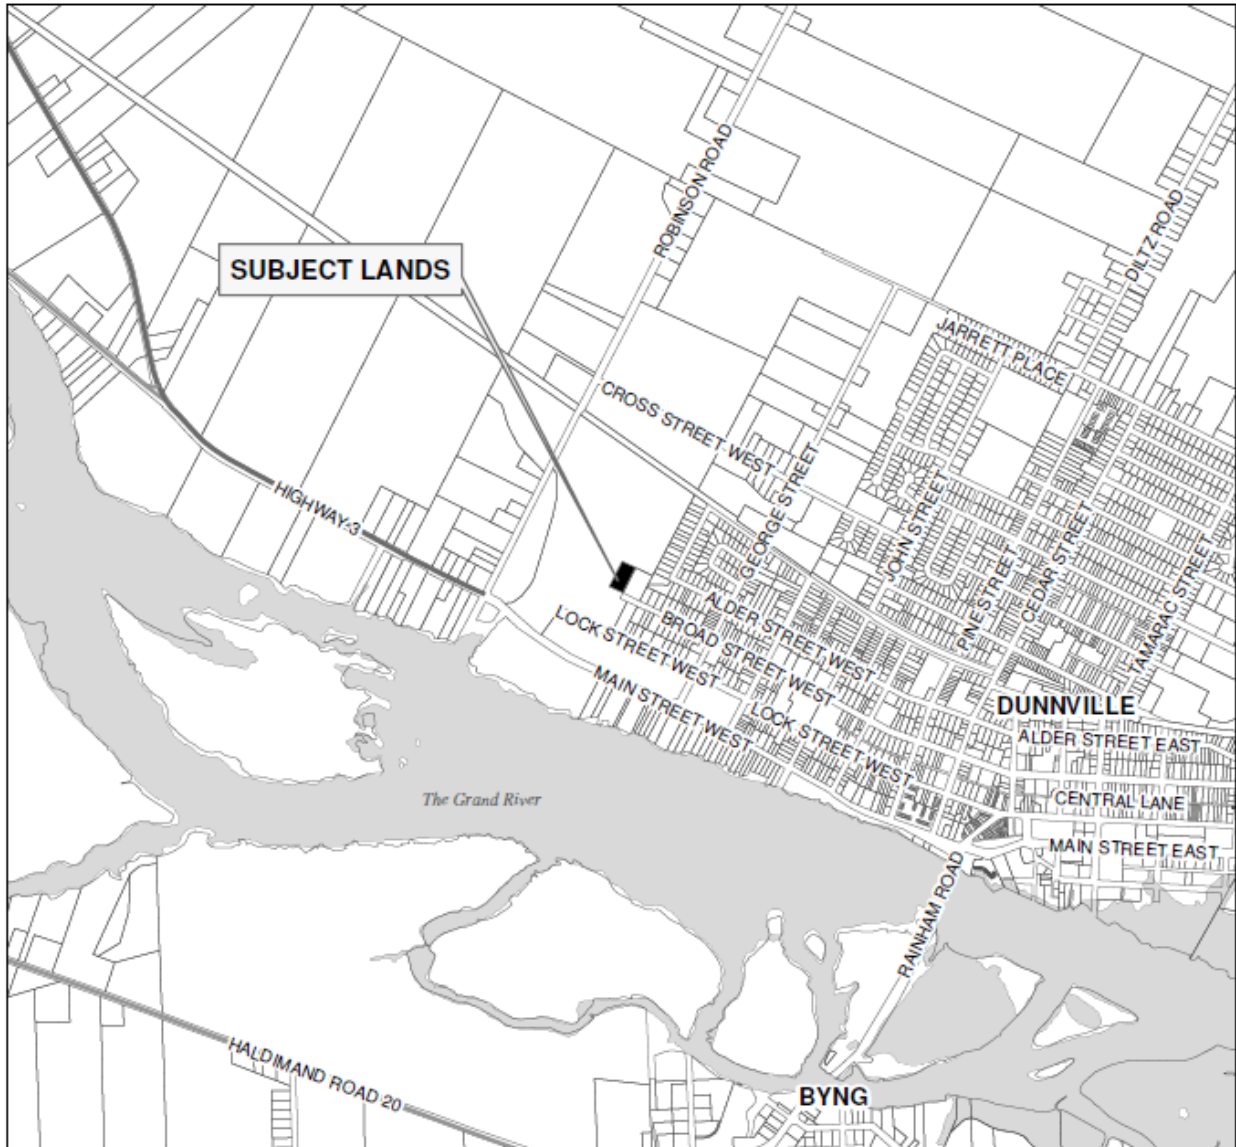 ROBINSON ROAD
DILTZ ROAD
SUBJECT LANDS
JARRETT PLACE
CROSS STREET WEST
HIGHWAY 3
GEORGE STREET
JOHN STREET
PINE STREET
CEDAR STREET
TAMARAC STREET
ALDER STREET WEST
BROAD STREET WEST
LOCK STREET WEST
MAIN STREET WEST
LOCK STREET WEST
DUNNVILLE
ALDER STREET EAST
CENTRAL LANE
MAIN STREET EAST
The Grand River
RAINHAM ROAD
HALDIMAND ROAD 20
BYNG